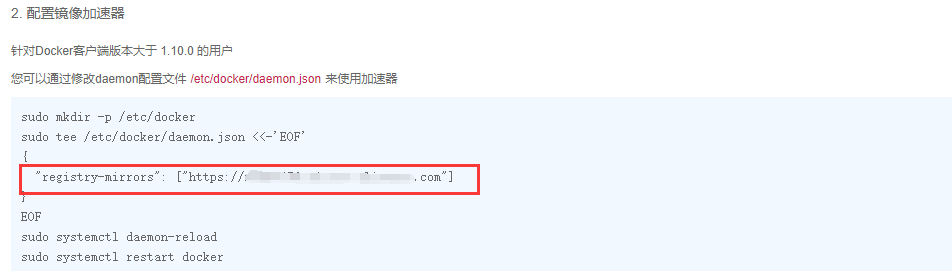 2. 配置镜像加速器
针对Docker客户端版本大于 1.10.0 的用户
您可以通过修改daemon配置文件 /etc/docker/daemon.json 来使用加速器
sudo mkdir -p /etc/docker
sudo tee /etc/docker/daemon.json <<-'EOF'
{
"registry-mirrors": ["https:// .com"]
}
EOF
sudo systemctl daemon-reload
sudo systemctl restart docker